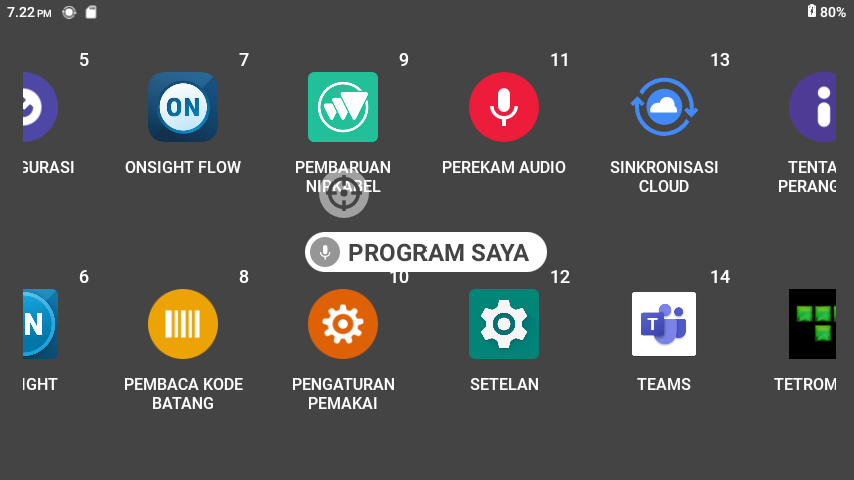 7.22 PM
80%
5
7
9
11
13
ON
GURASI
ONSIGHT FLOW
PEMBARUAN
NIRKABEL
PEREKAM AUDIO
SINKRONISASI
CLOUD
TENTA
PERANG
PROGRAM SAYA
6
8
10
12
14
N
T
IGHT
PEMBACA KODE
BATANG
PENGATURAN
PEMAKAI
SETELAN
TEAMS
TETROM